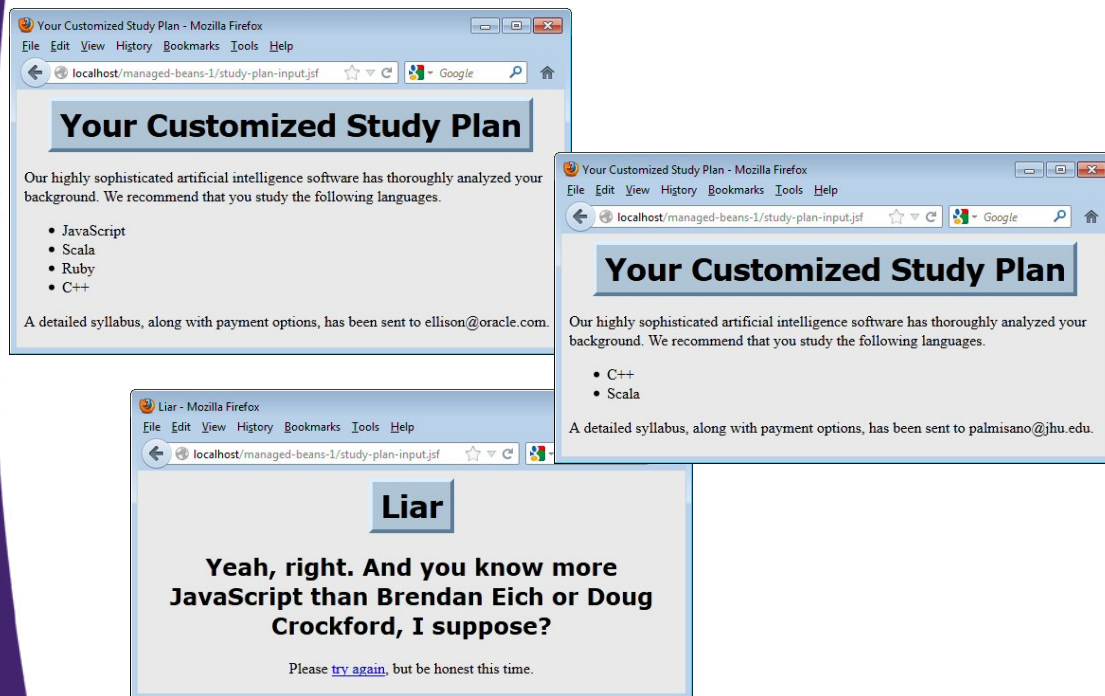 Your Customized Study Plan - Mozilla Firefox
File Edit View History Bookmarks Tools Help
localhost/managed-beans-1/study-plan-input.jsf
Google
Your Customized Study Plan
Our highly sophisticated artificial intelligence software has thoroughly analyzed your
background. We recommend that you study the following languages.
• JavaScript
• Scala
• Ruby
• C++
A detailed syllabus, along with payment options, has been sent to ellison@oracle.com.
Your Customized Study Plan - Mozilla Firefox
File Edit View History Bookmarks Tools Help
localhost/managed-beans-1/study-plan-input.jsf
Google
Your Customized Study Plan
Our highly sophisticated artificial intelligence software has thoroughly analyzed your
background. We recommend that you study the following languages.
• C++
• Scala
A detailed syllabus, along with payment options, has been sent to palmisano@jhu.edu.
Liar - Mozilla Firefox
File Edit View History Bookmarks Tools Help
localhost/managed-beans-1/study-plan-input.jsf
Liar
Yeah, right. And you know more
JavaScript than Brendan Eich or Doug
Crockford, I suppose?
Please try again, but be honest this time.